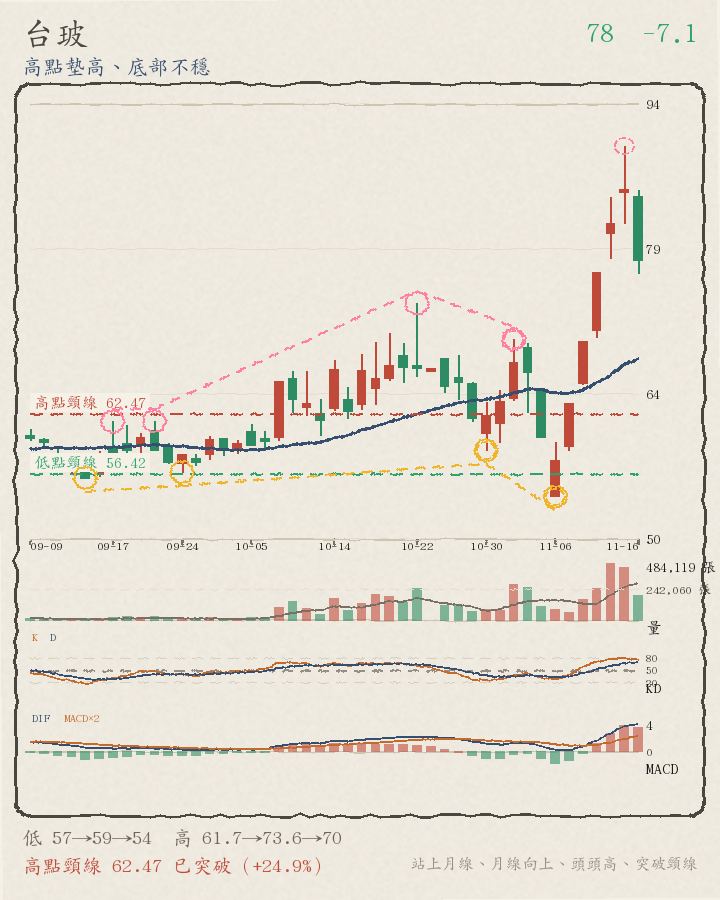 台玻
78 -7.1
高點墊高、底部不穩
94
79
64
高點頸線 62.47
低點頸線 56.42
50
09-09 09-17 09-24 10-05 10-14 10-22 10-30 11-06 11-16
484,119 張
242,060 張
量
K D
80
50
20
KD
DIF MACD×2
4
0
MACD
低 57→59→54 高 61.7→73.6→70
高點頸線 62.47 已突破 (+24.9%)
站上月線、月線向上、頭頭高、突破頸線